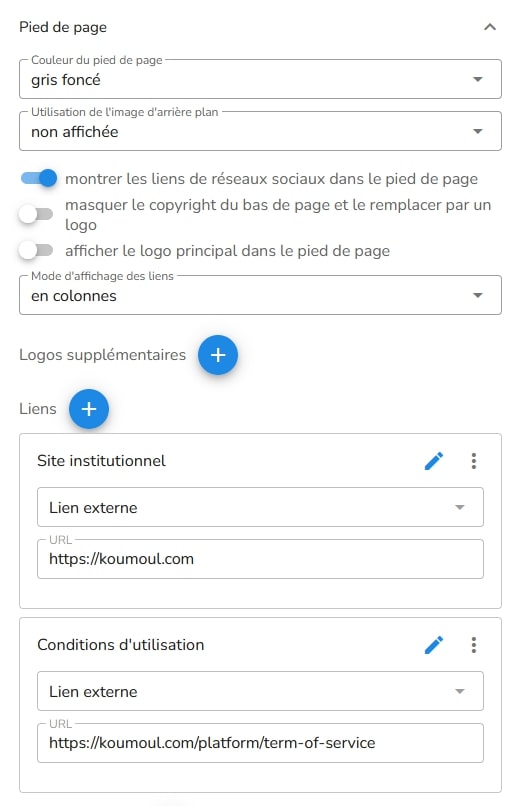 Pied de page
Couleur du pied de page
gris foncé
Utilisation de l'image d'arrière plan
non affichée
montrer les liens de réseaux sociaux dans le pied de page
masquer le copyright du bas de page et le remplacer par un
logo
afficher le logo principal dans le pied de page
Mode d'affichage des liens
en colonnes
Logos supplémentaires
Liens
Site institutionnel
Lien externe
URL
https://koumoul.com
Conditions d'utilisation
Lien externe
URL
https://koumoul.com/platform/term-of-service